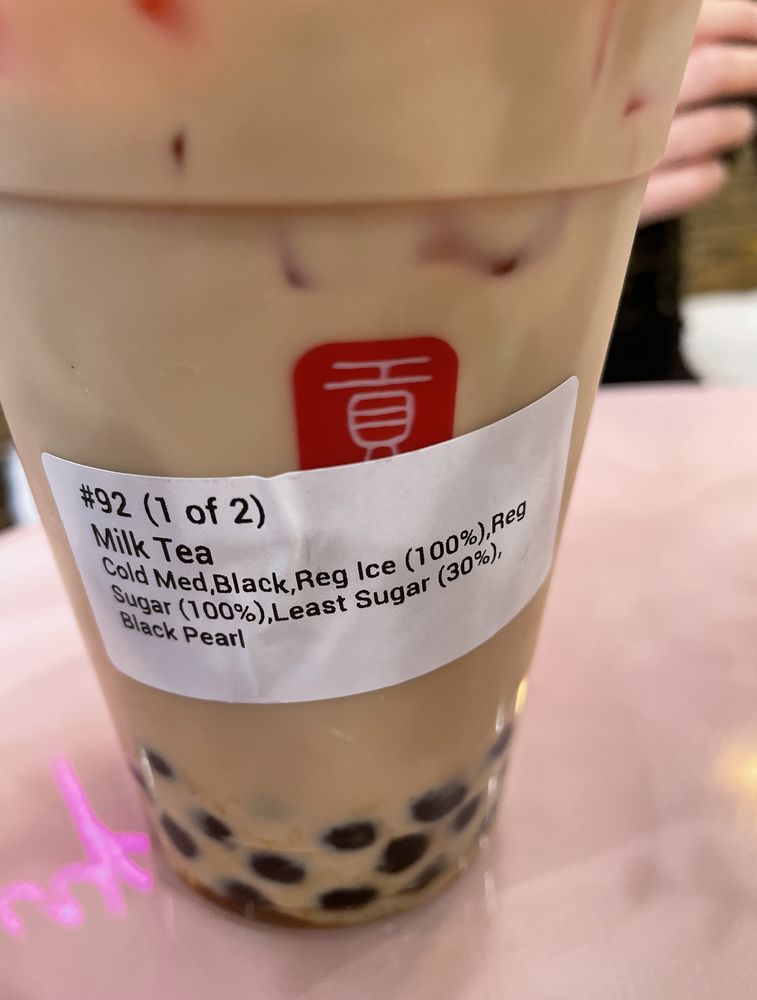 貢
#92 (1 of 2)
Milk Tea
Cold Med,Black,Reg Ice (100%),Reg
Sugar (100%),Least Sugar (30%),
Black Pearl